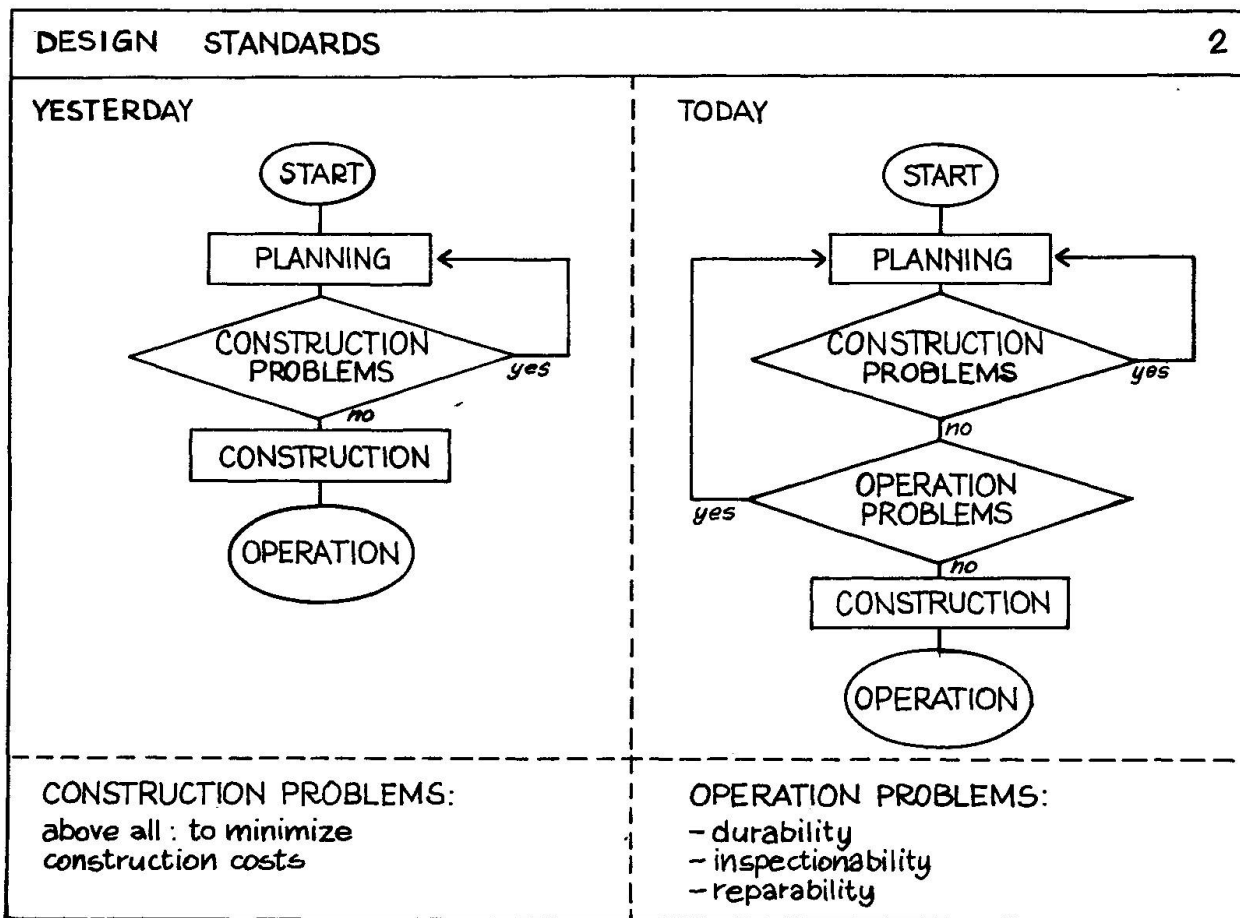 DESIGN STANDARDS 2
YESTERDAY
START
PLANNING
CONSTRUCTION
PROBLEMS
yes
no
CONSTRUCTION
OPERATION
CONSTRUCTION PROBLEMS:
above all : to minimize
construction costs
TODAY
START
PLANNING
CONSTRUCTION
PROBLEMS
yes
no
OPERATION
PROBLEMS
yes
no
CONSTRUCTION
OPERATION
OPERATION PROBLEMS:
- durability
- inspectionability
- reparability